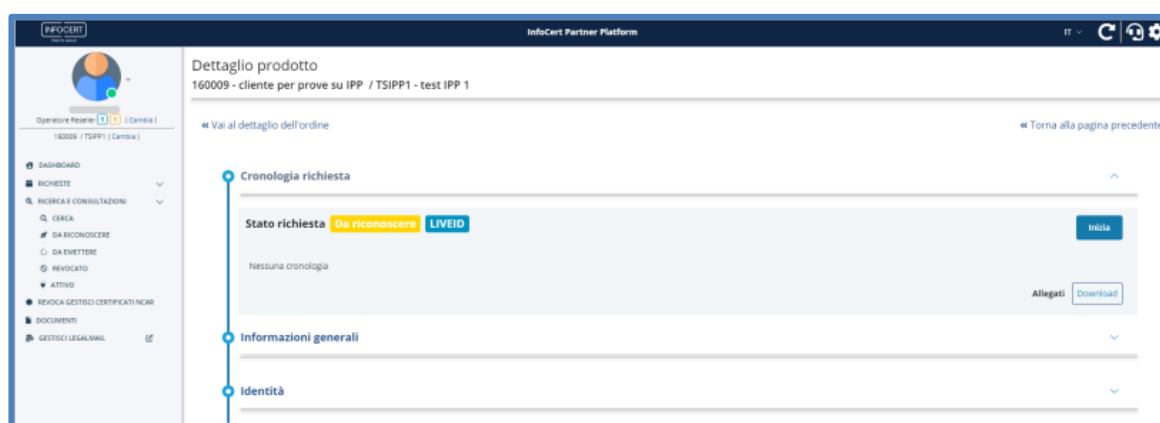 INFOCERT
InfoCert Partner Platform
IT
Dettaglio prodotto
160009 - cliente per prove su IPP / TSIPP1 - test IPP 1
Operatore Reseller 1 1 ( Cambia )
160009 / TSIPP1 ( Cambia )
« Vai al dettaglio dell'ordine
« Torna alla pagina precedente
DASHBOARD
RICHIESTE
RICERCA E CONSULTAZIONI
CERCA
DA RICONOSCERE
DA EMETTERE
REVOCATO
ATTIVO
REVOCA GESTISCI CERTIFICATI NCAR
DOCUMENTI
GESTISCI LEGALMAIL
Cronologia richiesta
Stato richiesta Da riconoscere LIVEID
Inizia
Nessuna cronologia
Allegati Download
Informazioni generali
Identità